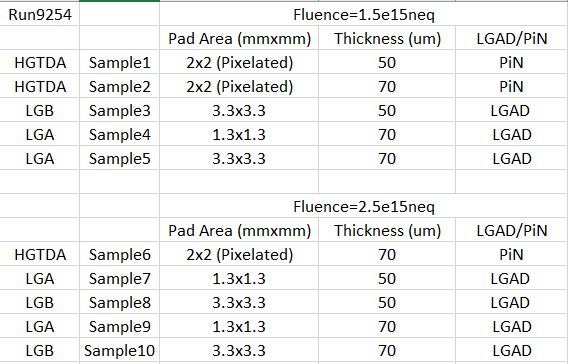 Run9254 Fluence=1.5e15neq
Pad Area (mmxmm) Thickness (um) LGAD/PiN
HGTDA Sample1 2x2 (Pixelated) 50 PiN
HGTDA Sample2 2x2 (Pixelated) 70 PiN
LGB Sample3 3.3x3.3 50 LGAD
LGA Sample4 1.3x1.3 70 LGAD
LGA Sample5 3.3x3.3 70 LGAD
Fluence=2.5e15neq
Pad Area (mmxmm) Thickness (um) LGAD/PiN
HGTDA Sample6 2x2 (Pixelated) 70 PiN
LGA Sample7 1.3x1.3 50 LGAD
LGB Sample8 3.3x3.3 50 LGAD
LGA Sample9 1.3x1.3 70 LGAD
LGB Sample10 3.3x3.3 70 LGAD